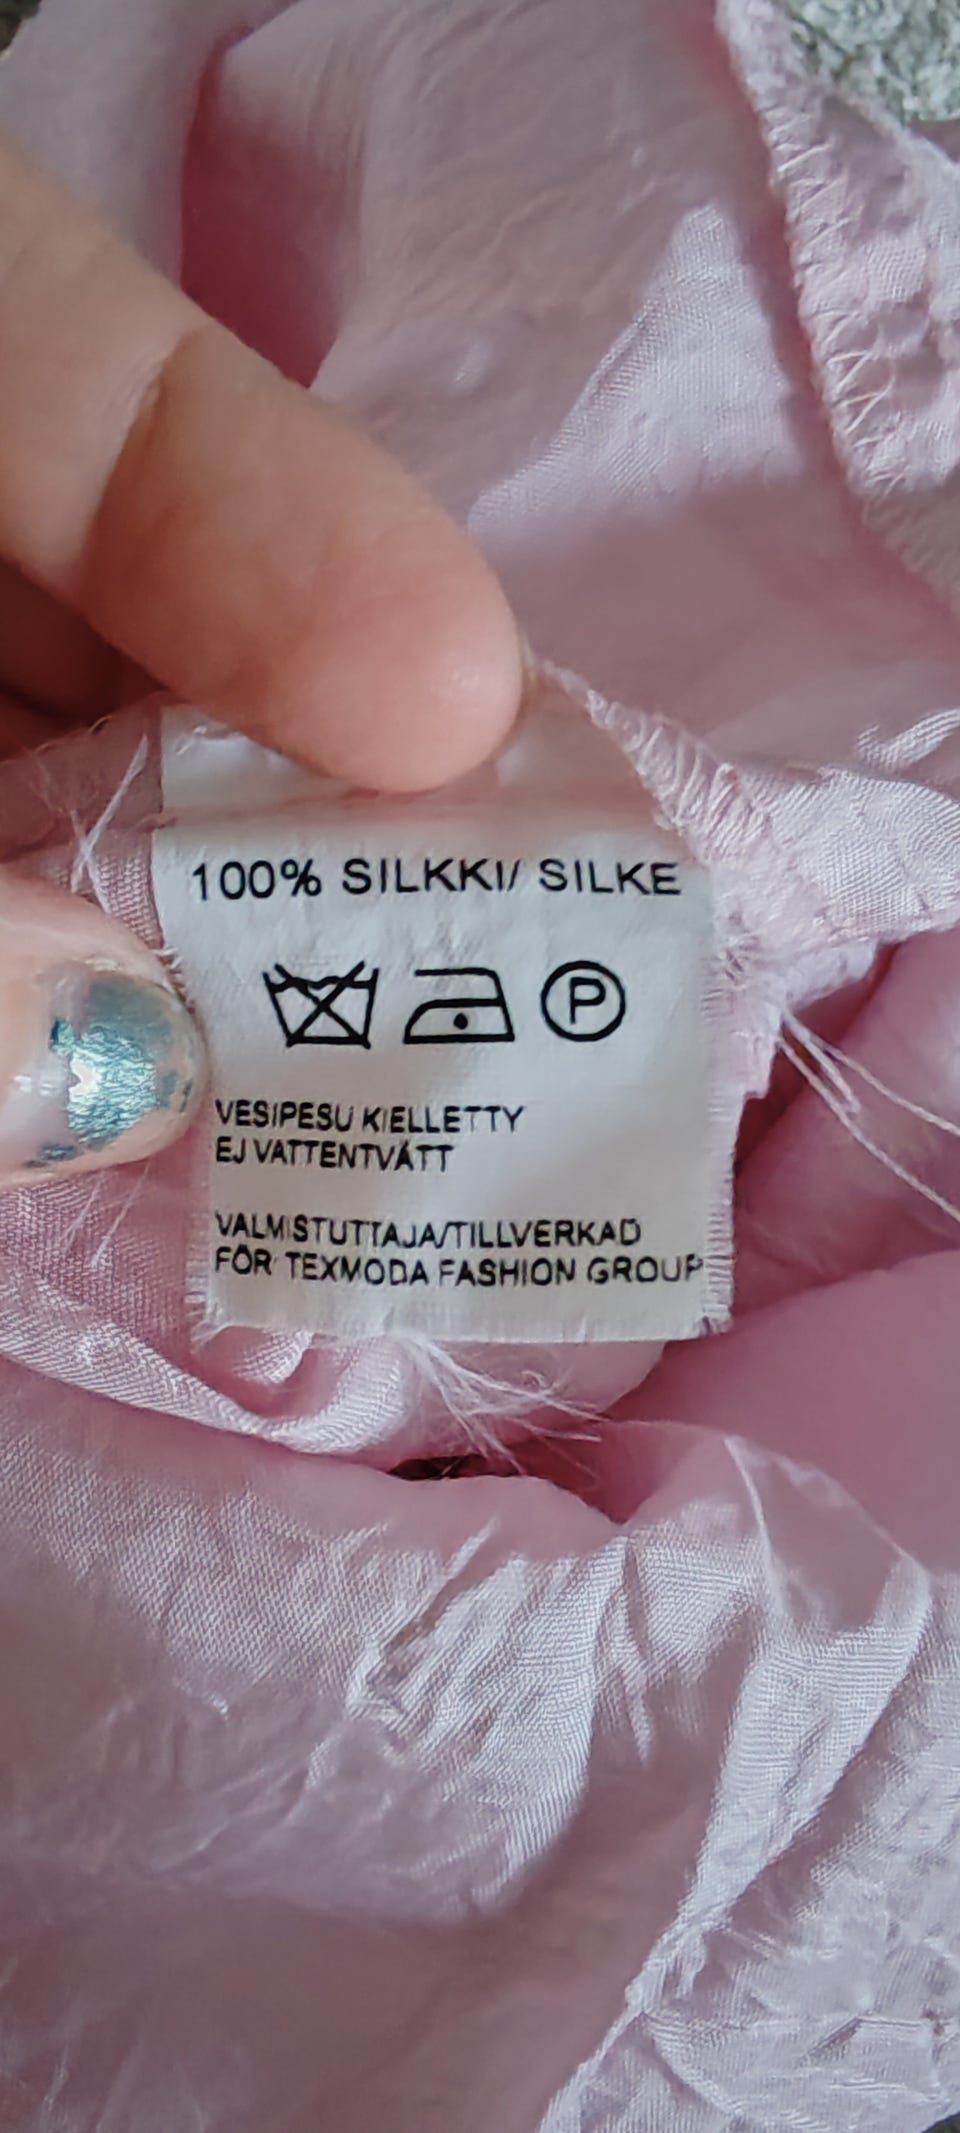 100% SILKKI/ SILKE
P
VESIPESU KIELLETTY
EJ VATTENTVÄTT
VALMISTUTTAJA/TILLVERKAD
FÖR TEXMODA FASHION GROUP